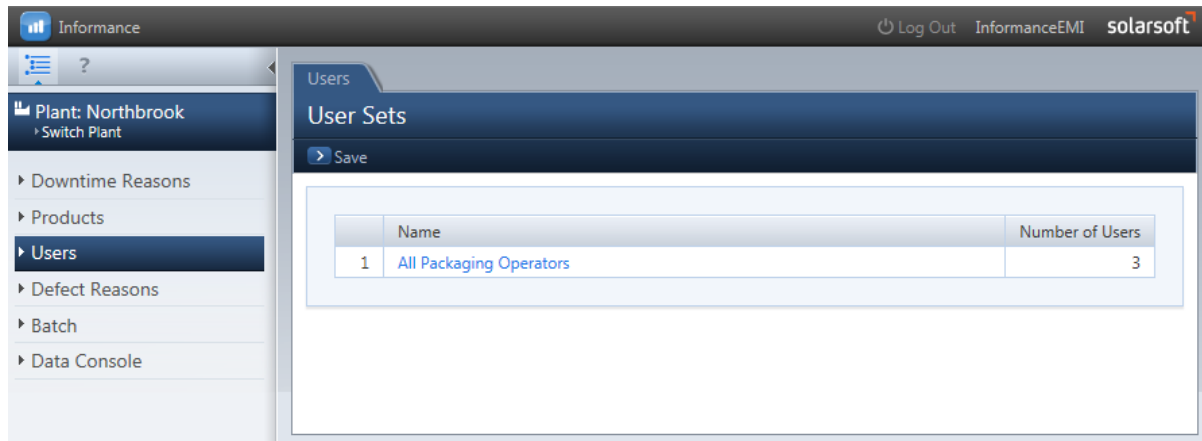 Informance
Log Out InformanceEMI solarsoft
?
Plant: Northbrook
Switch Plant
Downtime Reasons
Products
Users
Defect Reasons
Batch
Data Console
Users
User Sets
Save
Name Number of Users
1 All Packaging Operators 3